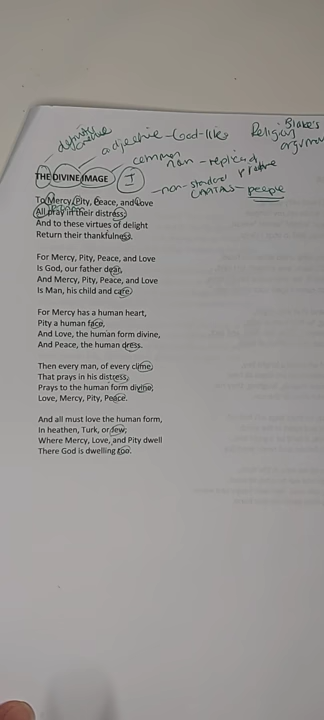 Blake's
definite adjective - God-like Religious
common noun - replica argument
non-standard
capitals - people
THE DIVINE IMAGE I
To Mercy, Pity, Peace, and Love
All pray in their distress;
And to these virtues of delight
Return their thankfulness.
For Mercy, Pity, Peace, and Love
Is God, our father dear,
And Mercy, Pity, Peace, and Love
Is Man, his child and care.
For Mercy has a human heart,
Pity a human face,
And Love, the human form divine,
And Peace, the human dress.
Then every man, of every clime,
That prays in his distress,
Prays to the human form divine,
Love, Mercy, Pity, Peace.
And all must love the human form,
In heathen, Turk, or Jew;
Where Mercy, Love, and Pity dwell
There God is dwelling too.